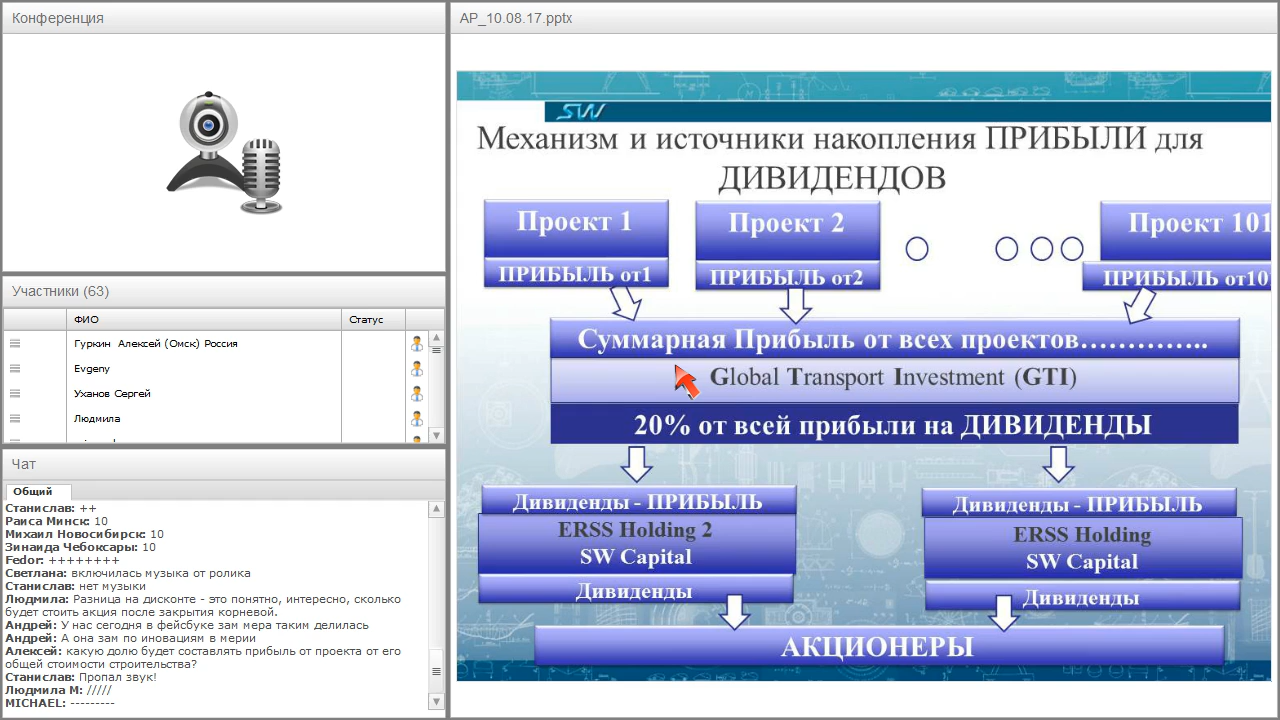 Конференция
Участники (63)
ФИО
Статус
Гуркин Алексей (Омск) Россия
Evgeny
Уханов Сергей
Людмила
Чат
Общий
Станислав: ++
Раиса Минск: 10
Михаил Новосибирск: 10
Зинаида Чебоксары: 10
Fedor: ++++++++
Светлана: включилась музыка от ролика
Станислав: нет музыки
Людмила: Разница на дисконте - это понятно, интересно, сколько
будет стоить акция после закрытия корневой.
Андрей: У нас сегодня в фейсбуке зам мера таким делилась
Андрей: А она зам по иновациям в мерии
Алексей: какую долю будет составлять прибыль от проекта от его
общей стоимости строительства?
Станислав: Пропал звук!
Людмила М: /////
MICHAEL: ---------
AP_10.08.17.pptx
SW
Механизм и источники накопления ПРИБЫЛИ для
ДИВИДЕНДОВ
Проект 1
Проект 2
Проект 101
ПРИБЫЛЬ от1
ПРИБЫЛЬ от2
ПРИБЫЛЬ от10
Суммарная Прибыль от всех проектов…………..
Global Transport Investment (GTI)
20% от всей прибыли на ДИВИДЕНДЫ
Дивиденды - ПРИБЫЛЬ
ERSS Holding 2
SW Capital
Дивиденды
Дивиденды - ПРИБЫЛЬ
ERSS Holding
SW Capital
Дивиденды
АКЦИОНЕРЫ